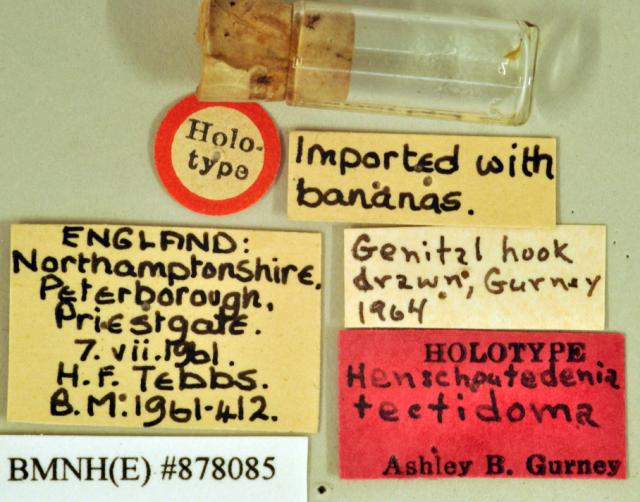 Holo-
type
Imported with
bananas.
ENGLAND:
Northamptonshire.
Peterborough,
Priestgate.
7. vii.1961.
H. F. TEBBS.
B.M:1961-412.
Genital hook
drawn, Gurney
1964
HOLOTYPE
Henschoutedenia
tectidoma
Ashley B. Gurney
BMNH(E) #878085